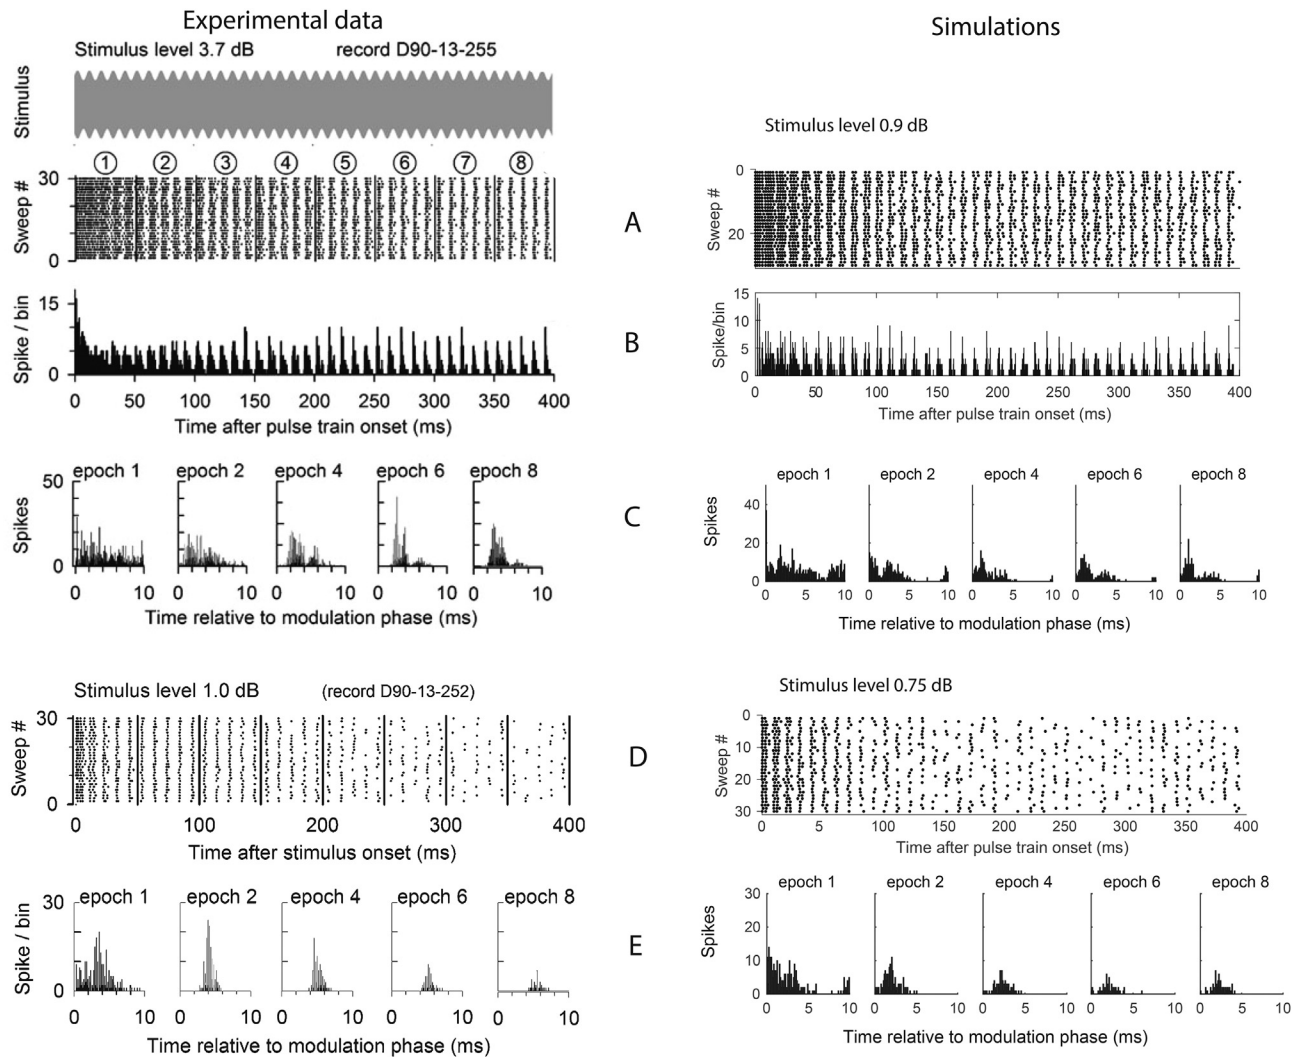 Experimental data
Simulations
Stimulus level 3.7 dB record D90-13-255
Stimulus
1 2 3 4 5 6 7 8
30
0
Sweep #
15
0
Spike / bin
0 50 100 150 200 250 300 350 400
Time after pulse train onset (ms)
Stimulus level 0.9 dB
0
20
Sweep #
A
15
10
5
0
Spike/bin
B
0 50 100 150 200 250 300 350 400
Time after pulse train onset (ms)
epoch 1 epoch 2 epoch 4 epoch 6 epoch 8
50
0
Spikes
0 10 0 10 0 10 0 10 0 10
Time relative to modulation phase (ms)
C
epoch 1 epoch 2 epoch 4 epoch 6 epoch 8
40
20
0
Spikes
0 5 10 0 5 10 0 5 10 0 5 10 0 5 10
Time relative to modulation phase (ms)
Stimulus level 1.0 dB (record D90-13-252)
30
0
Sweep #
0 100 200 300 400
Time after stimulus onset (ms)
D
Stimulus level 0.75 dB
0
10
20
30
Sweep #
0 5 100 150 200 250 300 350 400
Time after pulse train onset (ms)
epoch 1 epoch 2 epoch 4 epoch 6 epoch 8
30
0
Spike / bin
0 10 0 10 0 10 0 10 0 10
Time relative to modulation phase (ms)
E
epoch 1 epoch 2 epoch 4 epoch 6 epoch 8
30
20
10
0
Spikes
0 5 10 0 5 10 0 5 10 0 5 10 0 5 10
Time relative to modulation phase (ms)